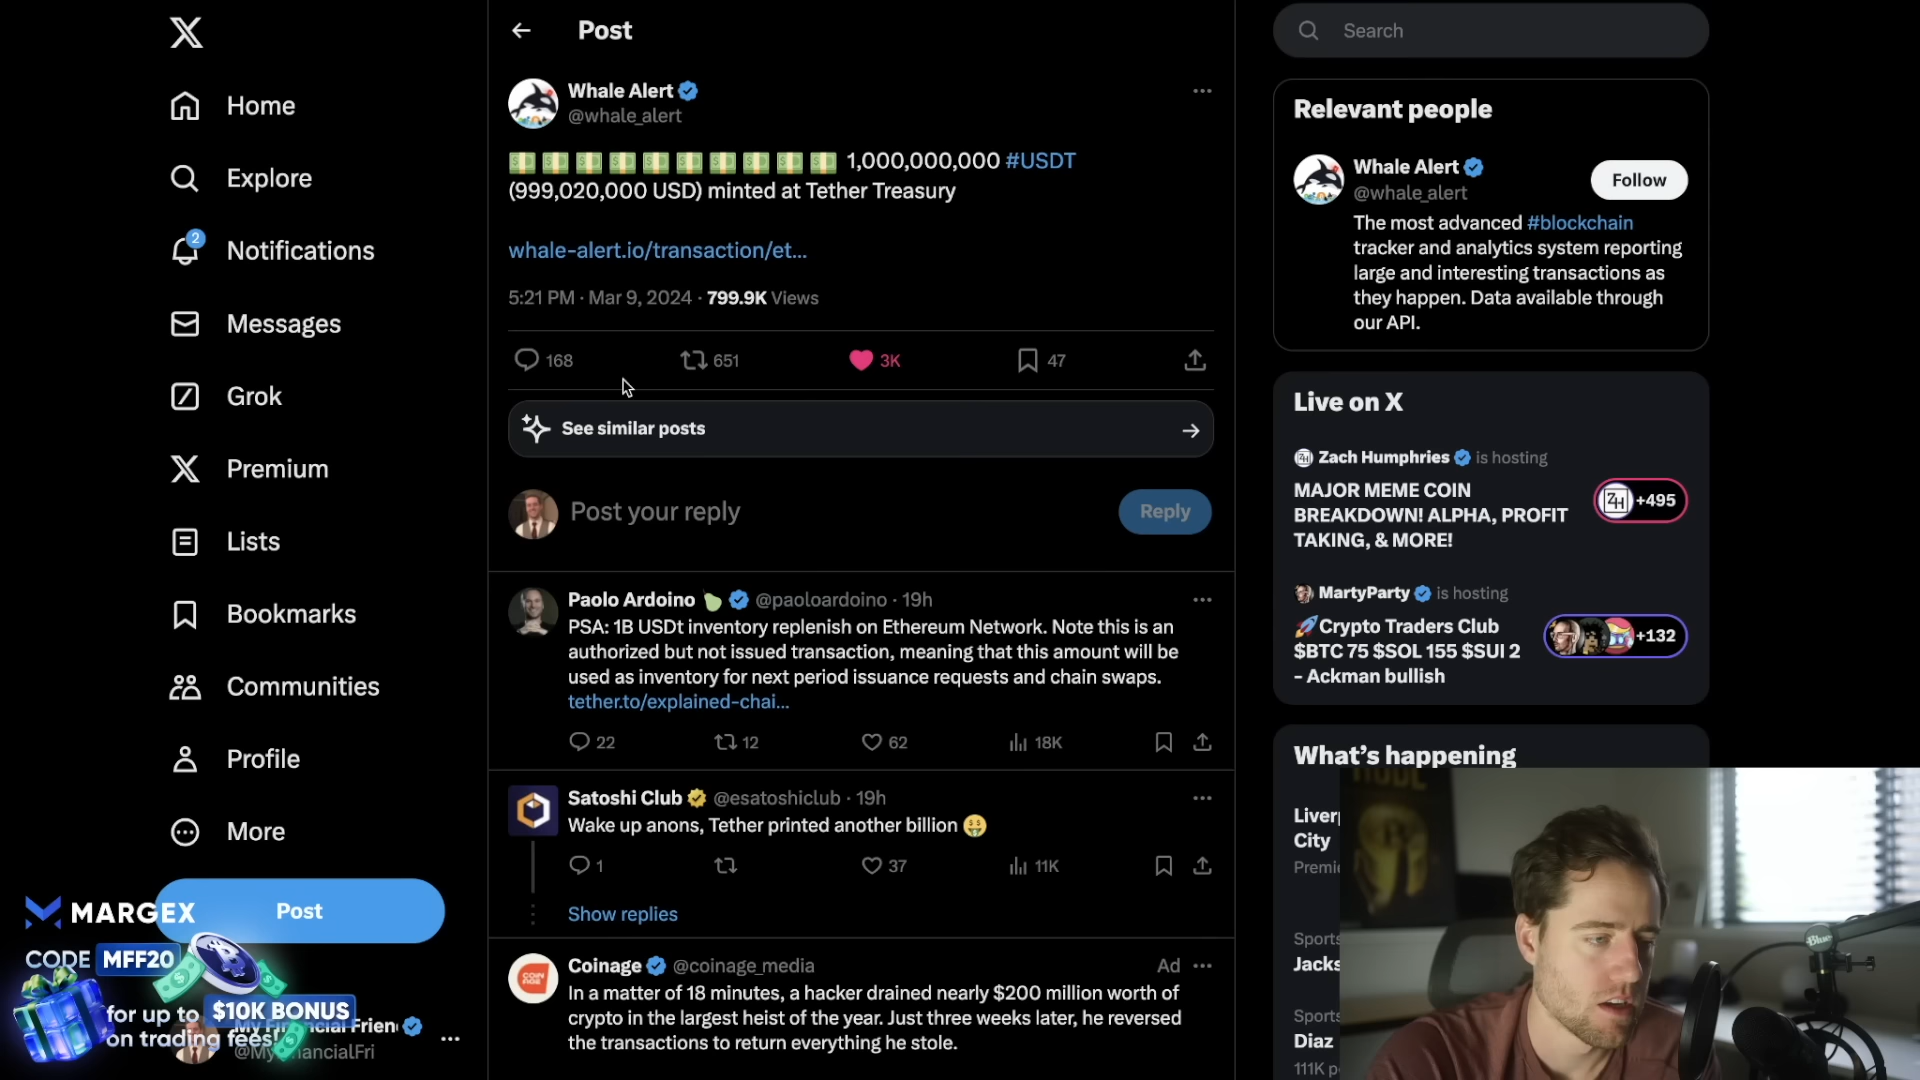 Home
Explore
2
Notifications
Messages
Grok
Premium
Lists
Bookmarks
Communities
Profile
More
Post
MARGEX
CODE MFF20
for up to $10K BONUS
on trading fees!
@MyFinancialFri
Post
Whale Alert
@whale_alert
1,000,000,000 #USDT
(999,020,000 USD) minted at Tether Treasury
whale-alert.io/transaction/et...
5:21 PM · Mar 9, 2024 · 799.9K Views
168 651 3K 47
See similar posts
Post your reply
Reply
Paolo Ardoino @paoloardoino · 19h
PSA: 1B USDt inventory replenish on Ethereum Network. Note this is an
authorized but not issued transaction, meaning that this amount will be
used as inventory for next period issuance requests and chain swaps.
tether.to/explained-chai...
22 12 62 18K
Satoshi Club @esatoshiclub · 19h
Wake up anons, Tether printed another billion
1 37 11K
Show replies
Coinage @coinage_media Ad
In a matter of 18 minutes, a hacker drained nearly $200 million worth of
crypto in the largest heist of the year. Just three weeks later, he reversed
the transactions to return everything he stole.
Search
Relevant people
Whale Alert
@whale_alert
Follow
The most advanced #blockchain
tracker and analytics system reporting
large and interesting transactions as
they happen. Data available through
our API.
Live on X
Zach Humphries is hosting
MAJOR MEME COIN
BREAKDOWN! ALPHA, PROFIT
TAKING, & MORE!
ZH +495
MartyParty is hosting
Crypto Traders Club
$BTC 75 $SOL 155 $SUI 2
– Ackman bullish
+132
What's happening
City
Sports
Jacks
Sports
Diaz
111K p
Blue